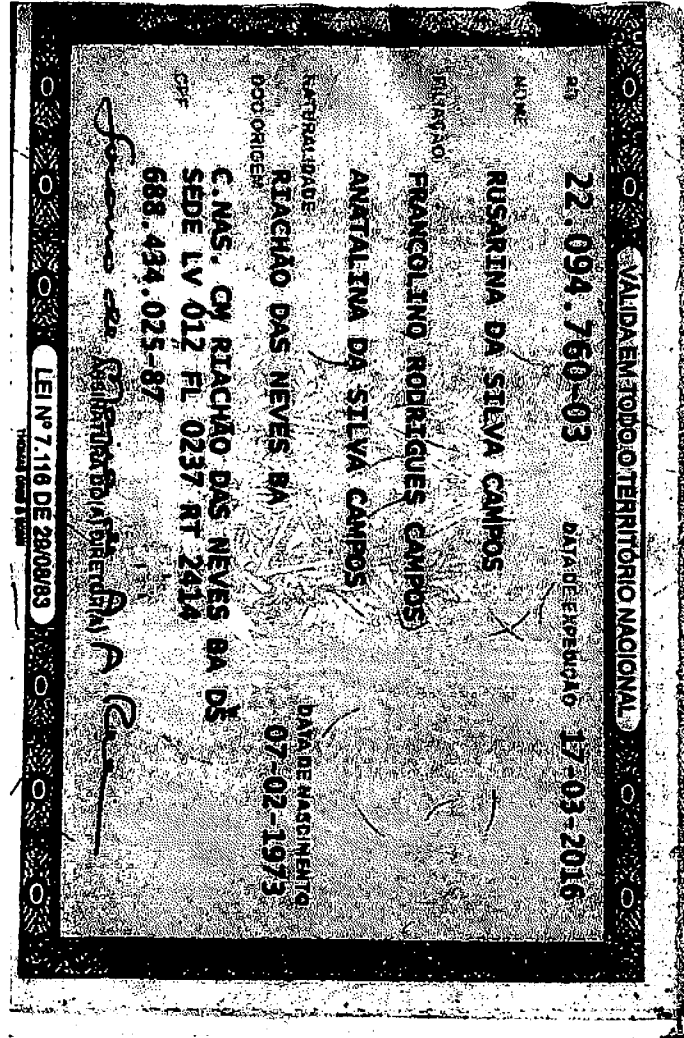 VÁLIDA EM TODO O TERRITÓRIO NACIONAL
RG 22.094.760-03 DATA DE EXPEDIÇÃO 17-03-2016
NOME RUSARINA DA SILVA CAMPOS
FILIAÇÃO FRANCOLINO RODRIGUES CAMPOS
ANATALINA DA SILVA CAMPOS
NATURALIDADE RIACHÃO DAS NEVES BA DATA DE NASCIMENTO 07-02-1973
DOC ORIGEM C.NAS. CM RIACHÃO DAS NEVES BA DS
SEDE LV 012 FL 0237 RT 2414
CPF 688.434.025-87
ASSINATURA DO(A) DIRETOR(A)
LEI Nº 7.116 DE 29/08/83